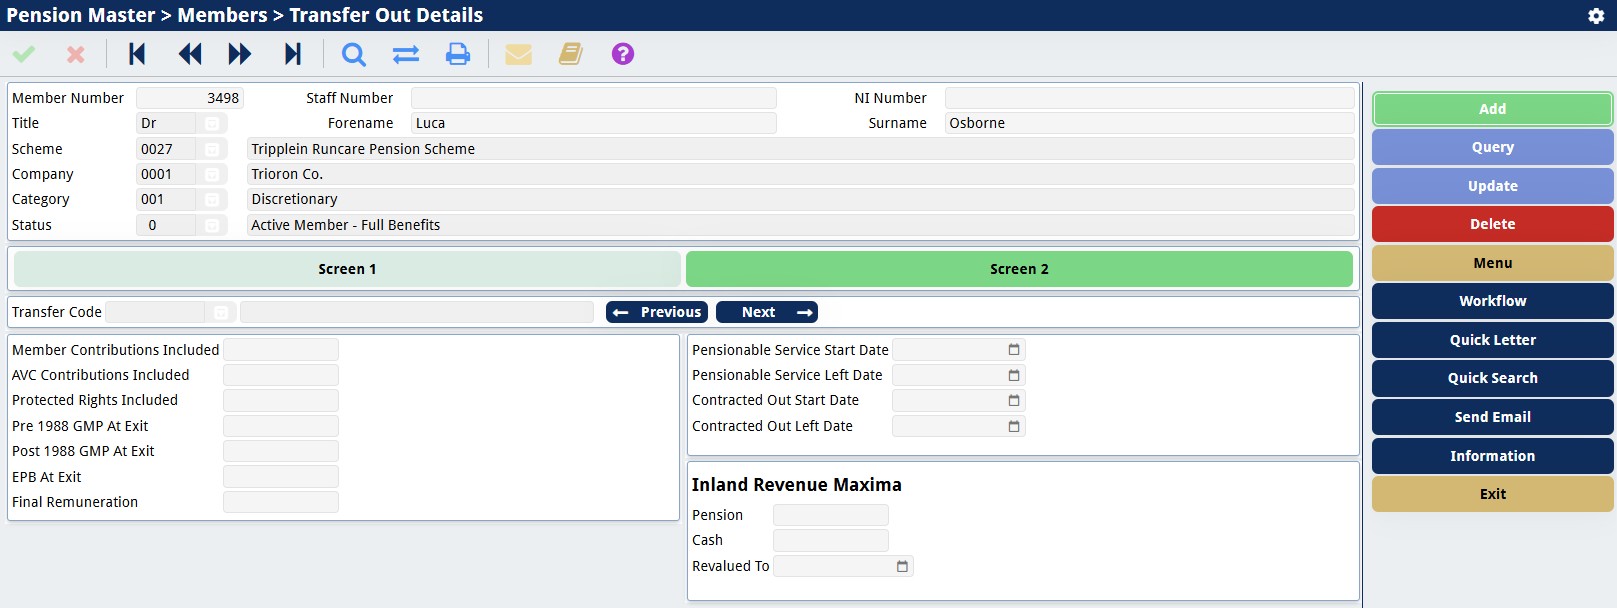 Pension Master > Members > Transfer Out Details
?
Member Number 3498 Staff Number NI Number
Title Dr Forename Luca Surname Osborne
Scheme 0027 Tripplein Runcare Pension Scheme
Company 0001 Trioron Co.
Category 001 Discretionary
Status 0 Active Member - Full Benefits
Screen 1 Screen 2
Transfer Code ← Previous Next →
Member Contributions Included
AVC Contributions Included
Protected Rights Included
Pre 1988 GMP At Exit
Post 1988 GMP At Exit
EPB At Exit
Final Remuneration
Pensionable Service Start Date
Pensionable Service Left Date
Contracted Out Start Date
Contracted Out Left Date
Inland Revenue Maxima
Pension
Cash
Revalued To
Add
Query
Update
Delete
Menu
Workflow
Quick Letter
Quick Search
Send Email
Information
Exit